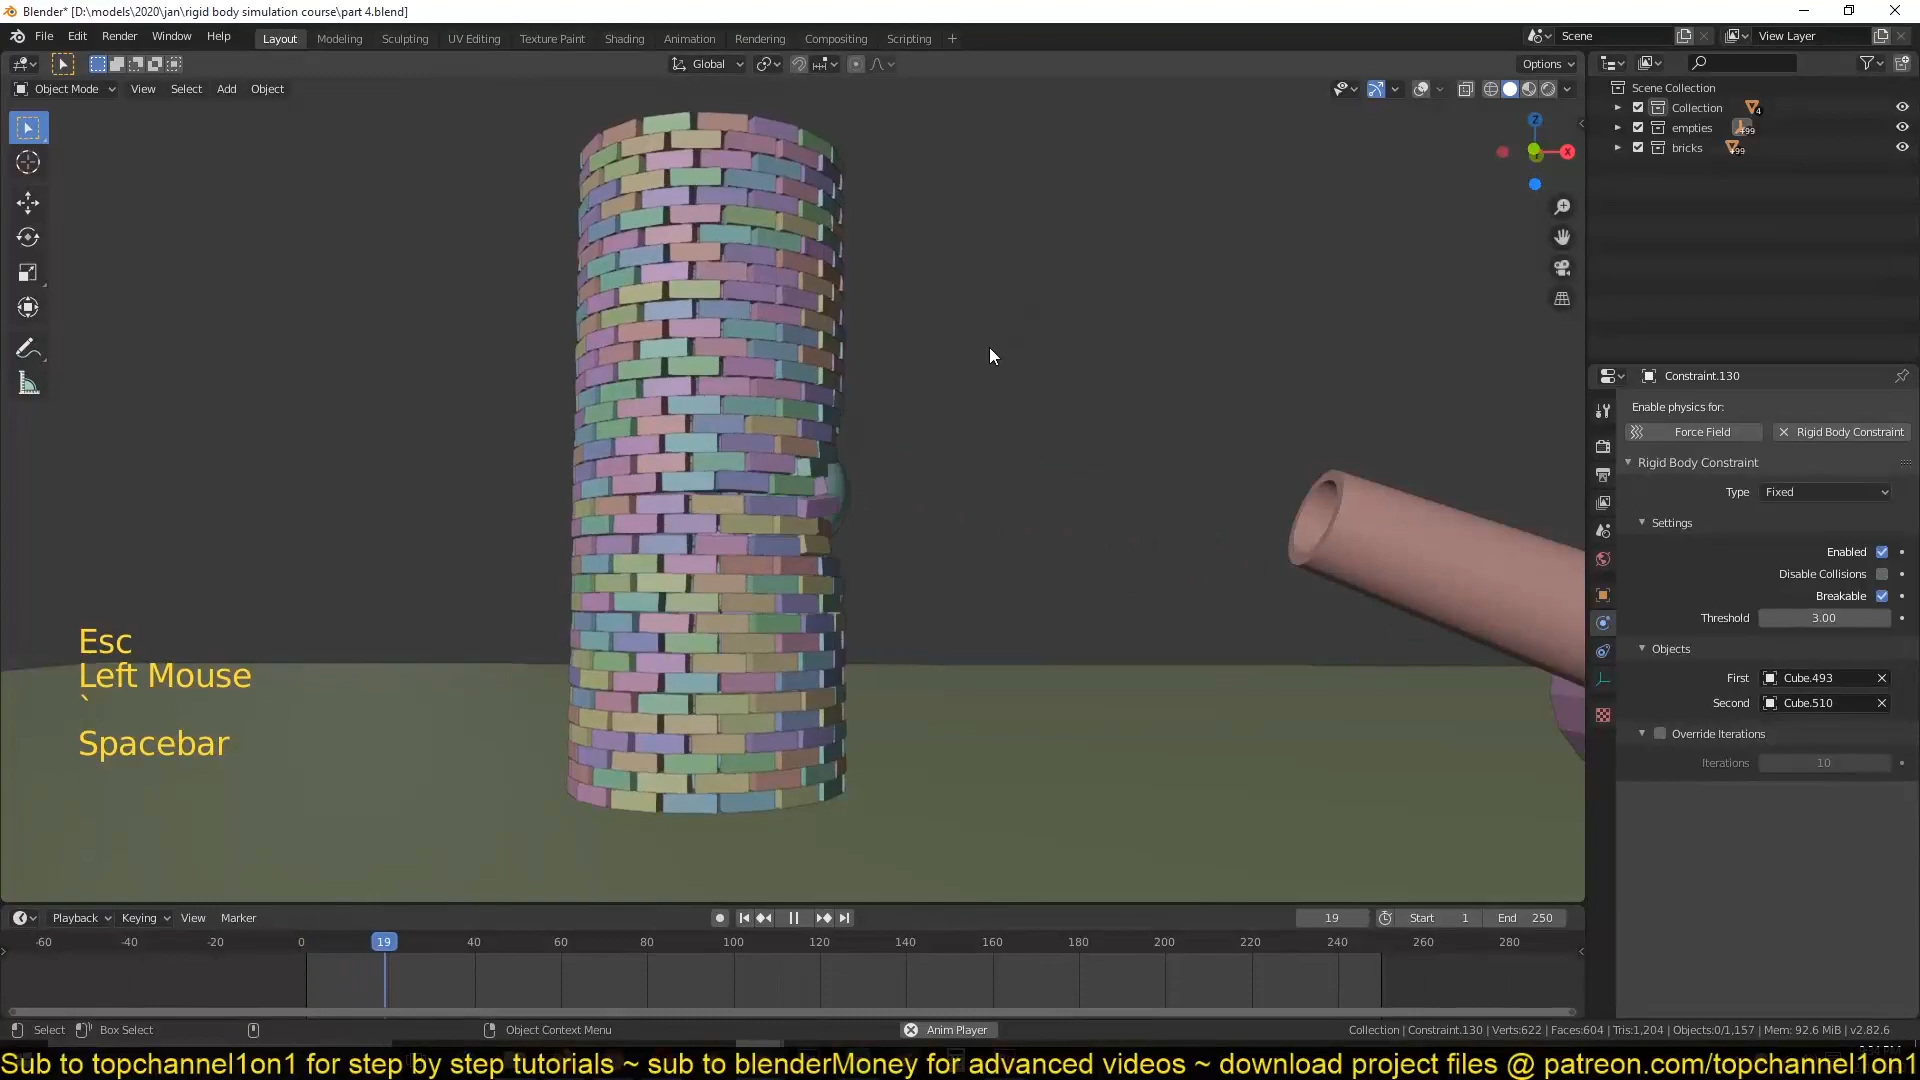 Blender* [D:\models\2020\jan\rigid body simulation course\part 4.blend]
File Edit Render Window Help
Layout Modeling Sculpting UV Editing Texture Paint Shading Animation Rendering Compositing Scripting +
Scene
View Layer
Global
Options
Object Mode View Select Add Object
Z
X
Scene Collection
Collection 4
empties +99
bricks +99
Constraint.130
Enable physics for:
Force Field
Rigid Body Constraint
Rigid Body Constraint
Type Fixed
Settings
Enabled
Disable Collisions
Breakable
Threshold 3.00
Objects
First Cube.493
Second Cube.510
Override Iterations
Iterations 10
Esc
Left Mouse
`
Spacebar
Playback Keying View Marker
19 Start 1 End 250
-60 -40 -20 0 19 40 60 80 100 120 140 160 180 200 220 240 260 280
Select Box Select Object Context Menu Anim Player
Collection | Constraint.130 | Verts:622 | Faces:604 | Tris:1,204 | Objects:0/1,157 | Mem: 92.6 MiB | v2.82.6
Sub to topchannel1on1 for step by step tutorials ~ sub to blenderMoney for advanced videos ~ download project files @ patreon.com/topchannel1on1